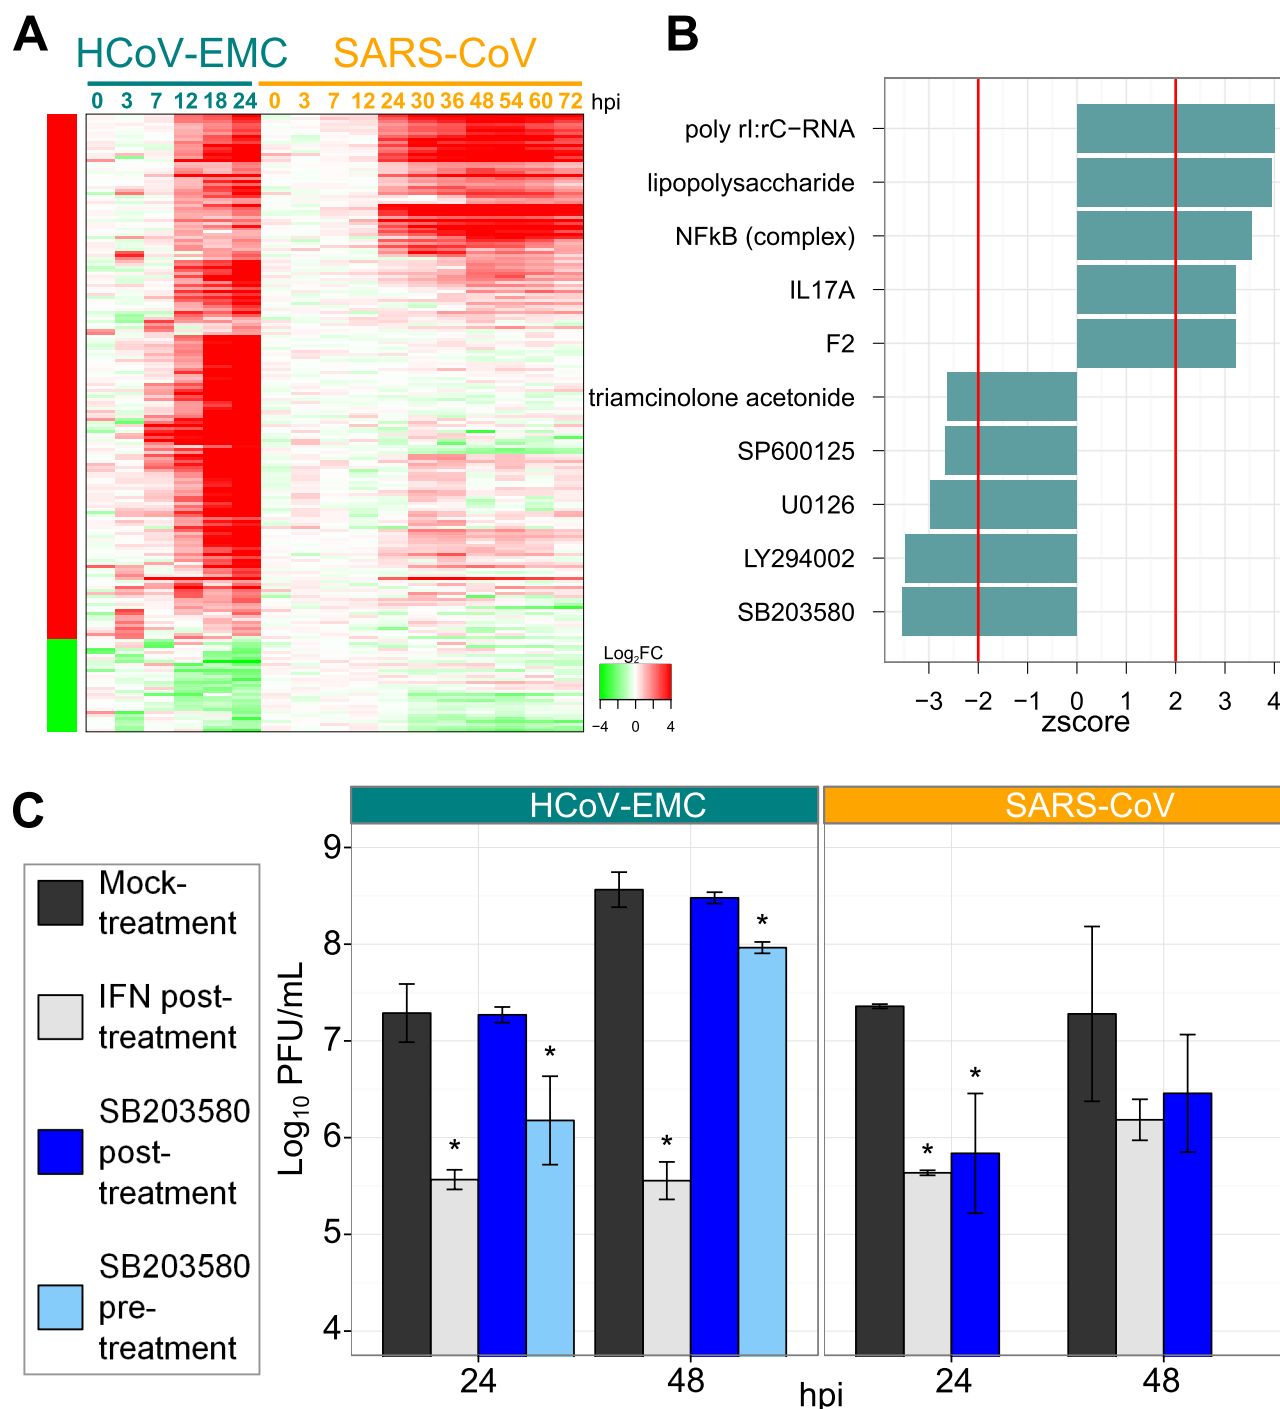 A
HCoV-EMC SARS-CoV
0 3 7 12 18 24 0 3 7 12 24 30 36 48 54 60 72 hpi
Log2FC
−4 0 4
B
poly rI:rC−RNA
lipopolysaccharide
NFkB (complex)
IL17A
F2
triamcinolone acetonide
SP600125
U0126
LY294002
SB203580
−3 −2 −1 0 1 2 3 4
zscore
C
Mock-
treatment
IFN post-
treatment
SB203580
post-
treatment
SB203580
pre-
treatment
HCoV-EMC SARS-CoV
Log10 PFU/mL
9
8
7
6
5
4
* * * * * *
24 48 24 48
hpi